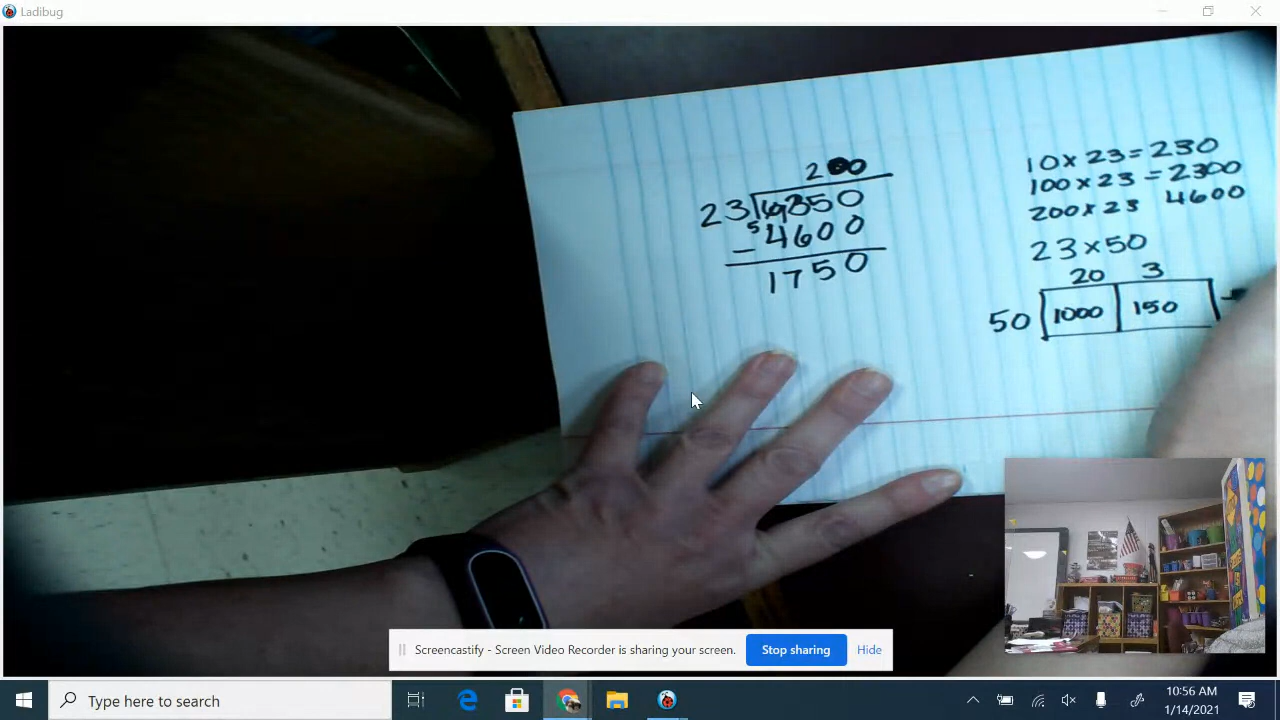 Ladibug
200
23 6350
5
- 4600
1750
10 x 23 = 230
100 x 23 = 2300
200 x 23 4600
23 x 50
20 3
50 1000 150
Screencastify - Screen Video Recorder is sharing your screen.
Stop sharing
Hide
Type here to search
10:56 AM
1/14/2021